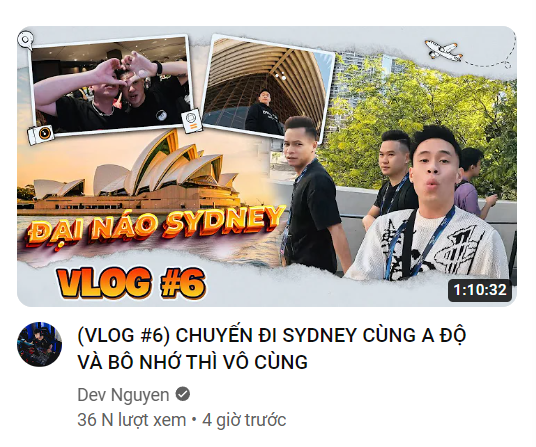 ĐẠI NÁO SYDNEY
VLOG #6
1:10:32
(VLOG #6) CHUYẾN ĐI SYDNEY CÙNG A ĐỘ
VÀ BÔ NHỚ THÌ VÔ CÙNG
Dev Nguyen
36 N lượt xem • 4 giờ trước